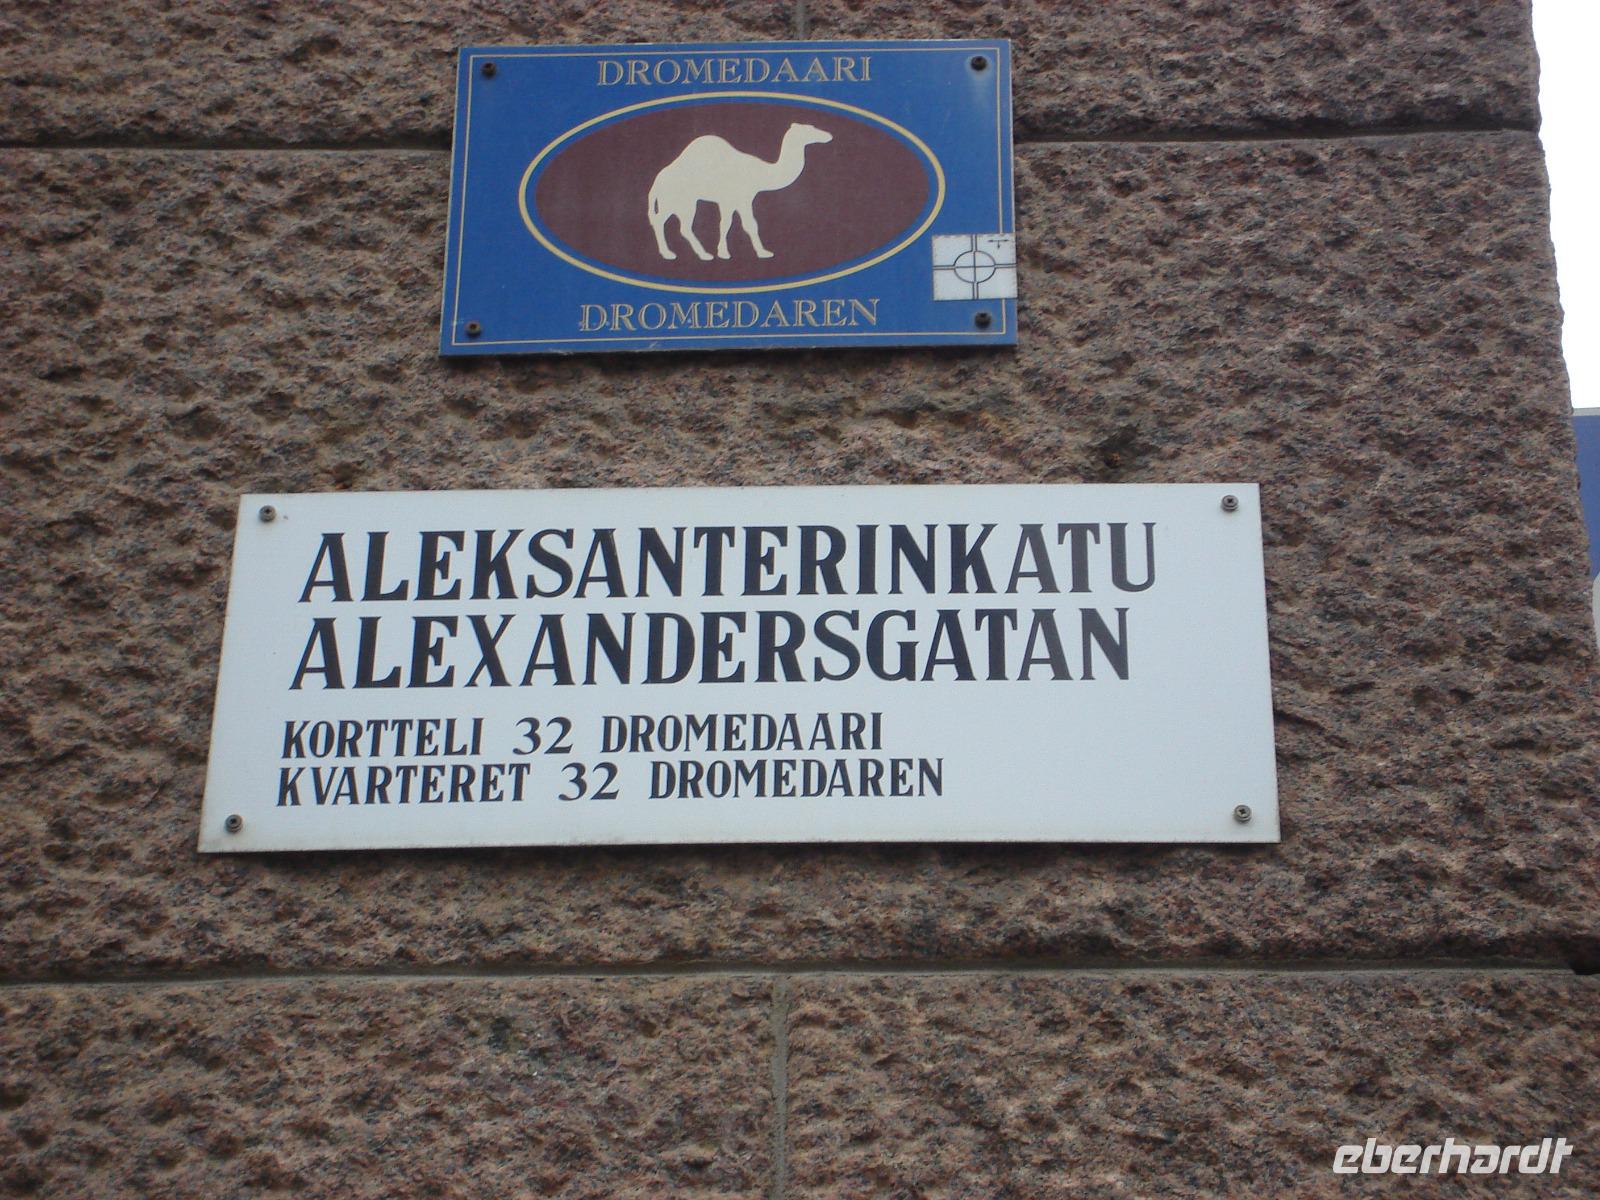 DROMEDAARI
DROMEDAREN
ALEKSANTERINKATU
ALEXANDERSGATAN
KORTTELI 32 DROMEDAARI
KVARTERET 32 DROMEDAREN
eberhardt